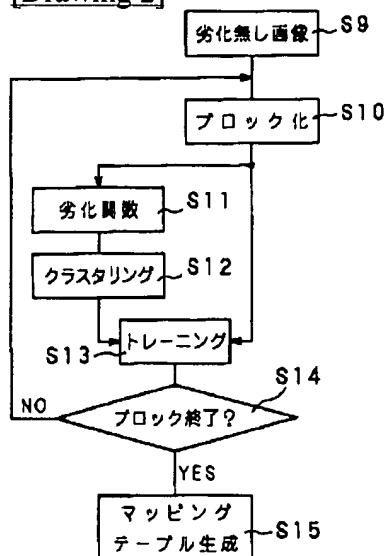 [Drawing 2]
劣化無し画像 S9
ブロック化 S10
劣化関数 S11
クラスタリング S12
S13 トレーニング
S14
NO ブロック終了?
YES
マッピング
テーブル生成 S15